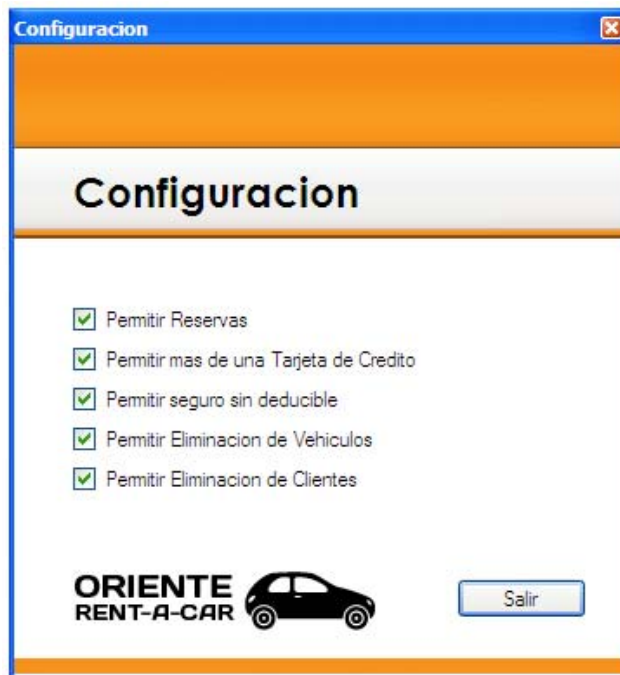 Configuracion
Configuracion
Permitir Reservas
Permitir mas de una Tarjeta de Credito
Permitir seguro sin deducible
Permitir Eliminacion de Vehiculos
Permitir Eliminacion de Clientes
ORIENTE
RENT-A-CAR
Salir